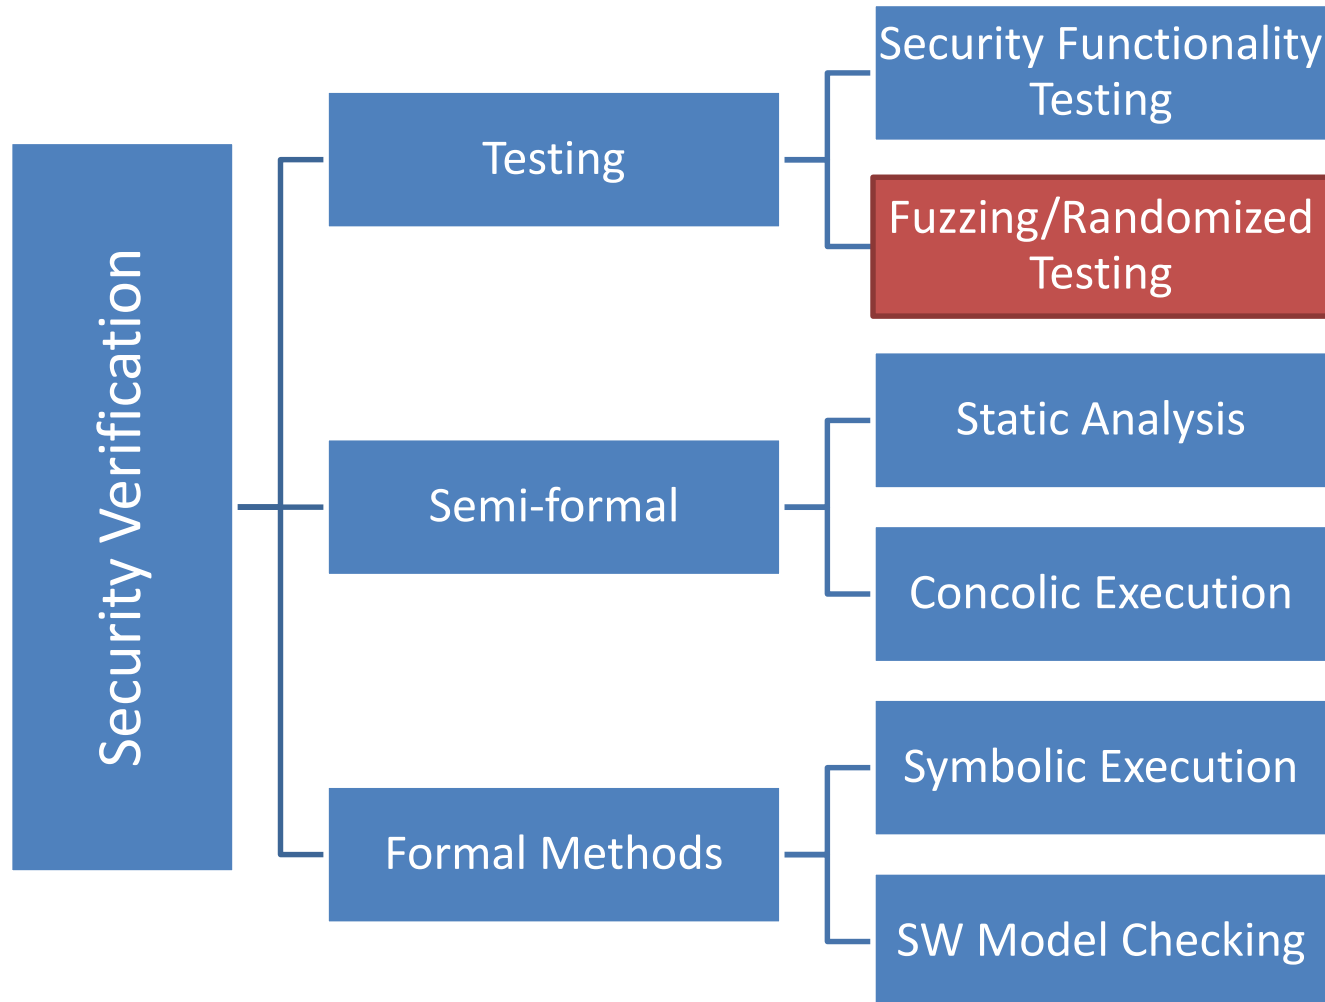 Security Verification
Testing
Security Functionality
Testing
Fuzzing/Randomized
Testing
Semi-formal
Static Analysis
Concolic Execution
Formal Methods
Symbolic Execution
SW Model Checking